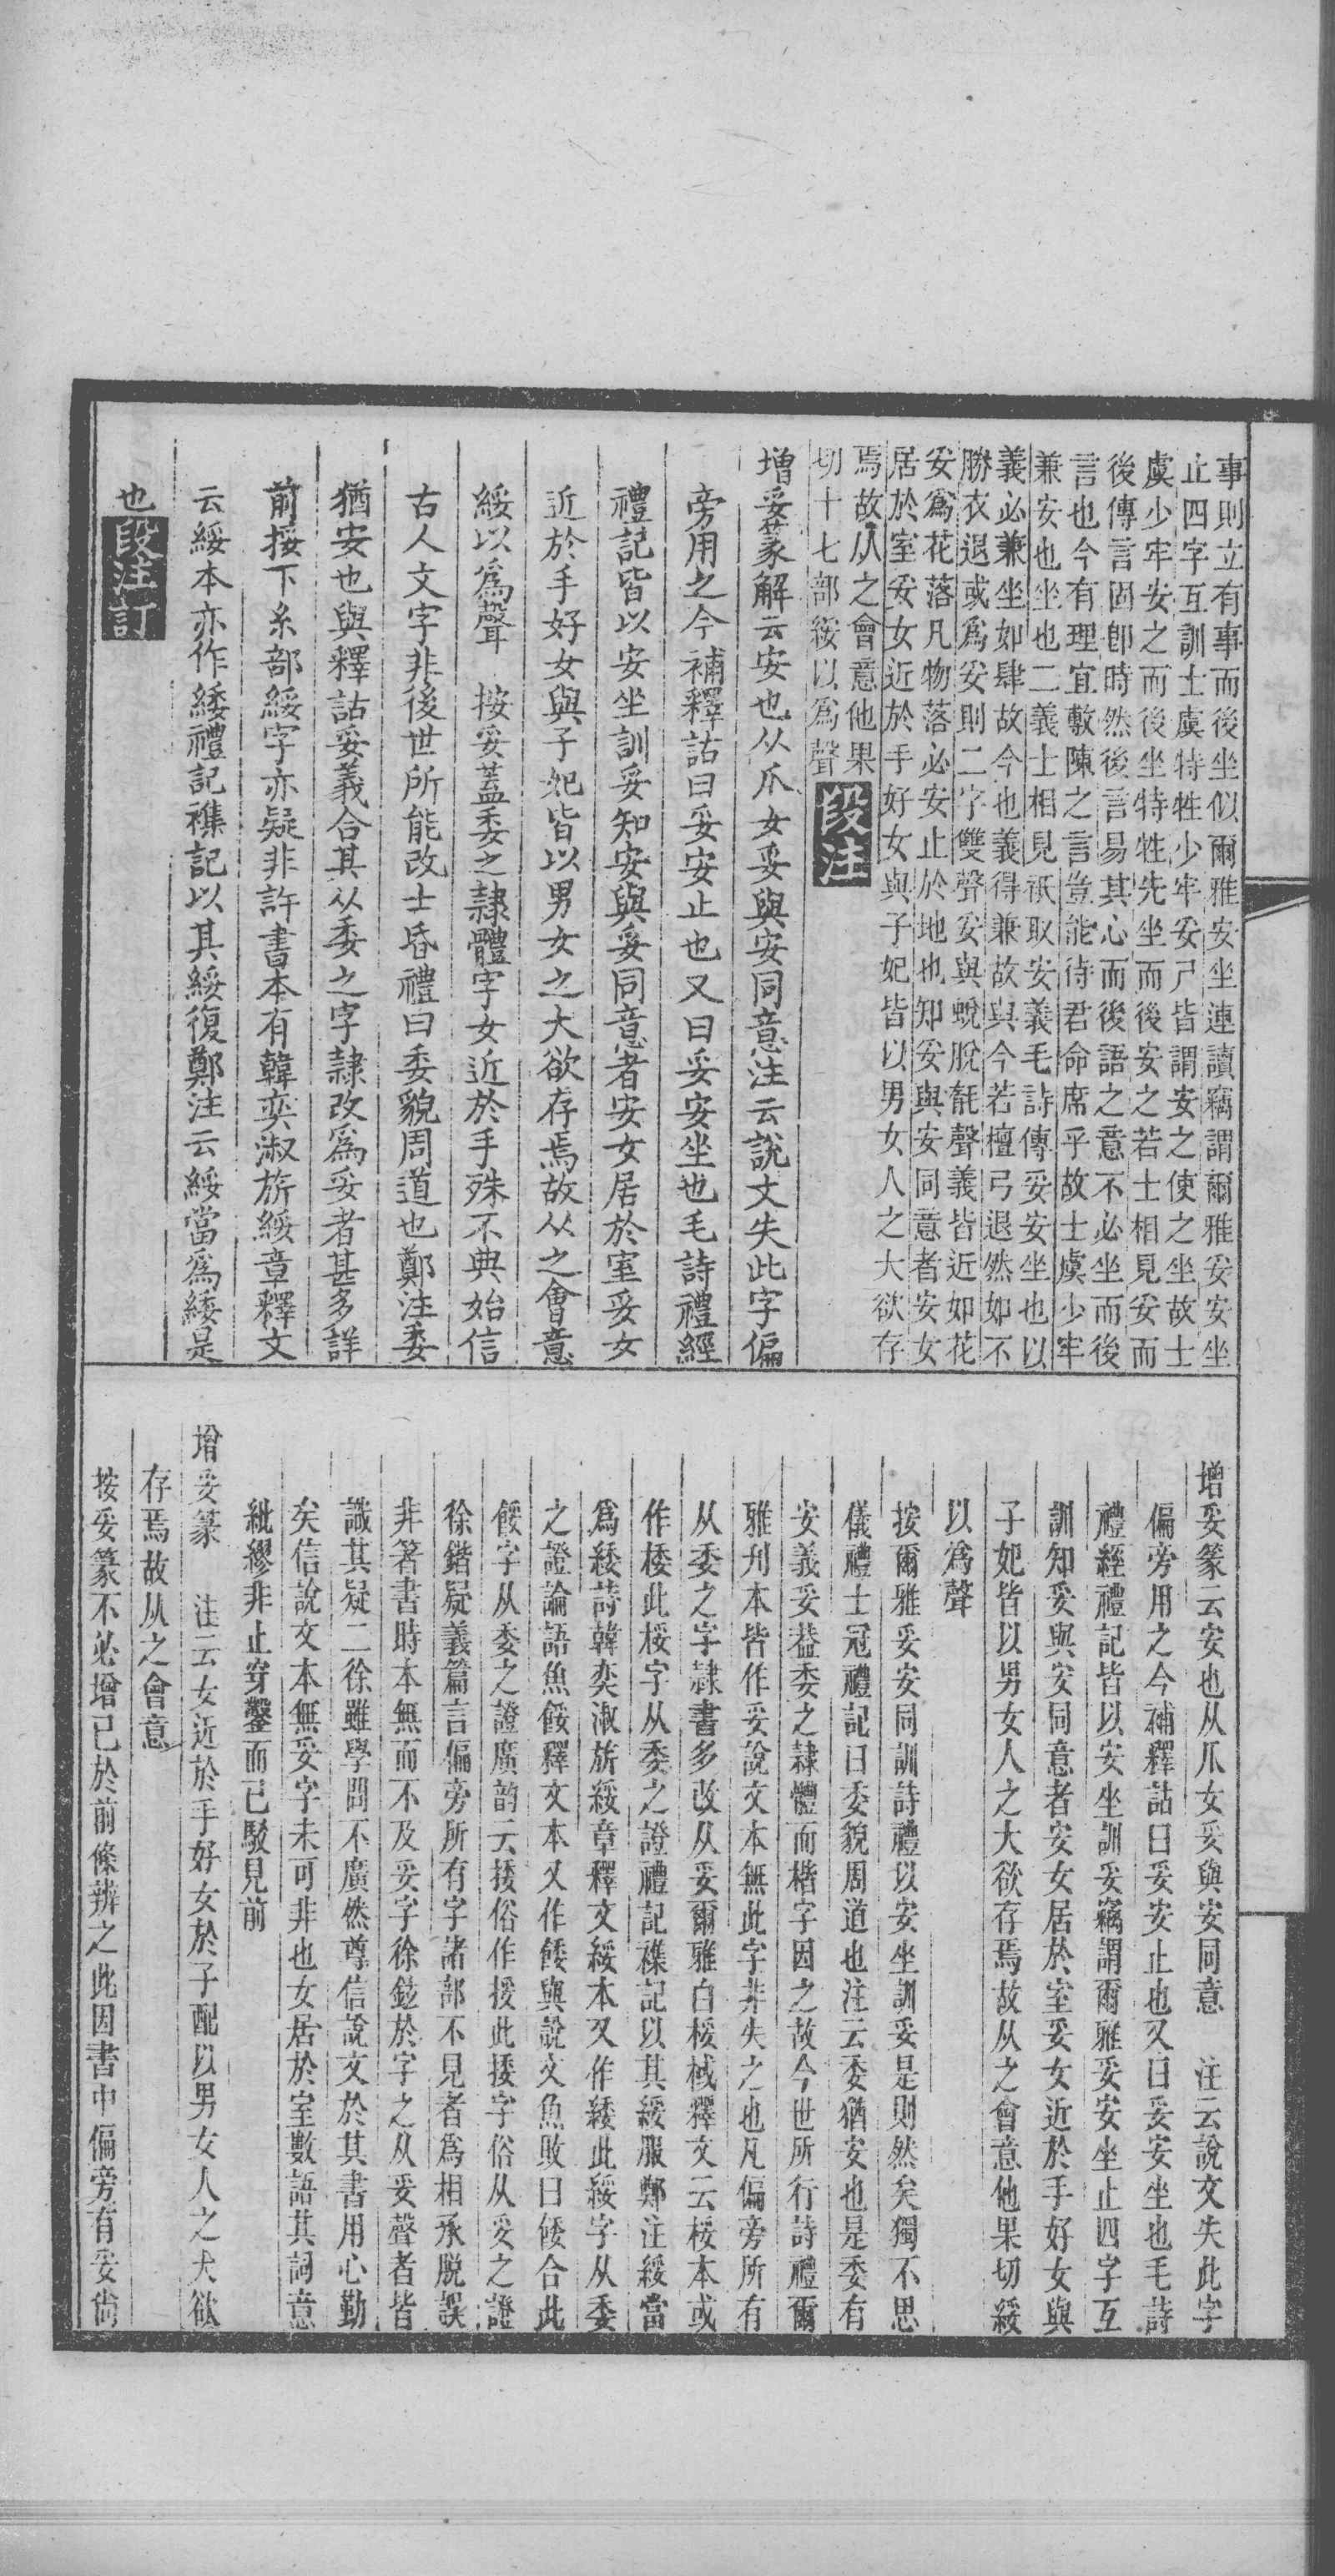 事則立有事而後坐似爾雅安坐連讀竊謂爾雅妥安坐
止四字互訓士虞特牲少牢妥尸皆謂安之使之坐故士
虞少牢安之而後坐特牲先坐而後安之若士相見妥而
後傳言固卽時然後言易其心而後語之意不必坐而後
言也今有理宜敷陳之言豈能待君命席乎故士虞少牢
兼安也坐也二義士相見祇取安義毛詩傳妥安坐也以
義必兼坐如肆故今也義得兼故與今若檀弓退然如不
勝衣退或爲妥則二字雙聲妥與蛻脫毻聲義皆近如花
妥爲花落凡物落必安止於地也知妥與安同意者安女
居於室妥女近於手好女與子妃皆以男女人之大欲存
焉故从之會意他果
切十七部綏以爲聲 段注
增妥篆解云安也从爪女妥與安同意注云說文失此字偏
旁用之今補釋詁曰妥安止也又曰妥安坐也毛詩禮經
禮記皆以安坐訓妥知安與妥同意者安女居於室妥女
近於手好女與子妃皆以男女之大欲存焉故从之會意
綏以爲聲 按妥蓋委之隷體字女近於手殊不典始信
古人文字非後世所能改士昏禮曰委貌周道也鄭注委
猶安也與釋詁妥義合其从委之字隷改爲妥者甚多詳
前挼下糸部綏字亦疑非許書本有韓奕淑旂綏章釋文
云綏本亦作緌禮記襍記以其綏復鄭注云綏當爲緌是
也 段注訂
增妥篆云安也从爪女妥與安同意 注云說文失此字
偏旁用之今補釋詁曰妥安止也又曰妥安坐也毛詩
禮經禮記皆以安坐訓妥竊謂爾雅妥安坐止四字互
訓知妥與安同意者安女居於室妥女近於手好女與
子妃皆以男女人之大欲存焉故从之會意他果切綏
以爲聲
按爾雅妥安同訓詩禮以安坐訓妥是則然矣獨不思
儀禮士冠禮記曰委貌周道也注云委猶安也是委有
安義妥葢委之隷體而楷字因之故今世所行詩禮爾
雅刊本皆作妥說文本無此字非失之也凡偏旁所有
从委之字隷書多改从妥爾雅白桵棫釋文云桵本或
作楼此桵字从委之證禮記襍記以其綏服鄭注綏當
爲緌詩韓奕淑旂綏章釋文綏本又作緌此綏字从委
之證論語魚餒釋文本又作餧與說文魚敗曰餧合此
餒字从委之證廣韵云捼俗作挼此捼字俗从妥之證
徐鍇疑義篇言偏旁所有字諸部不見者爲相承脫誤
非箸書時本無而不及妥字徐鉉於字之从妥聲者皆
識其疑二徐雖學問不廣然尊信說文於其書用心勤
矣信說文本無妥字未可非也女居於室數語其詞意
紕繆非止穿鑿而已駁見前
增妥篆 注云女近於手好女於子配以男女人之大欲
存焉故从之會意
按妥篆不必增已於前條辨之此因書中偏旁有妥尙